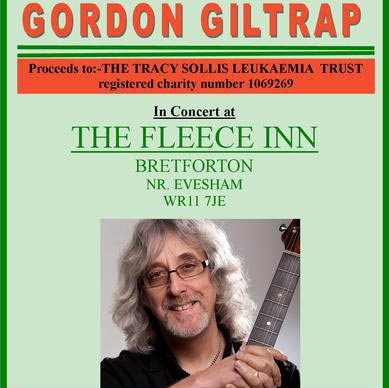 GORDON GILTRAP
Proceeds to:-THE TRACY SOLLIS LEUKAEMIA TRUST
registered charity number 1069269
In Concert at
THE FLEECE INN
BRETFORTON
NR. EVESHAM
WR11 7JE